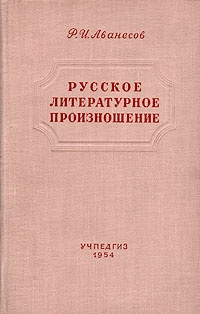 Р.И.Аванесов
РУССКОЕ
ЛИТЕРАТУРНОЕ
ПРОИЗНОШЕНИЕ
УЧПЕДГИЗ
1954